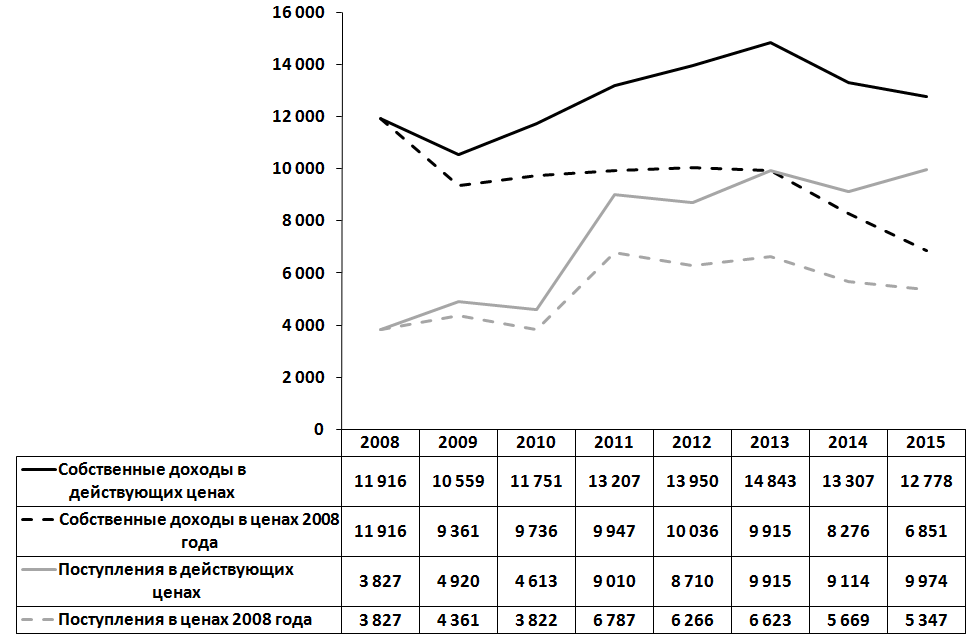 16 000
14 000
12 000
10 000
8 000
6 000
4 000
2 000
0
2008 2009 2010 2011 2012 2013 2014 2015
Собственные доходы в
действующих ценах
11 916 10 559 11 751 13 207 13 950 14 843 13 307 12 778
Собственные доходы в ценах 2008
года
11 916 9 361 9 736 9 947 10 036 9 915 8 276 6 851
Поступления в действующих
ценах
3 827 4 920 4 613 9 010 8 710 9 915 9 114 9 974
Поступления в ценах 2008 года 3 827 4 361 3 822 6 787 6 266 6 623 5 669 5 347